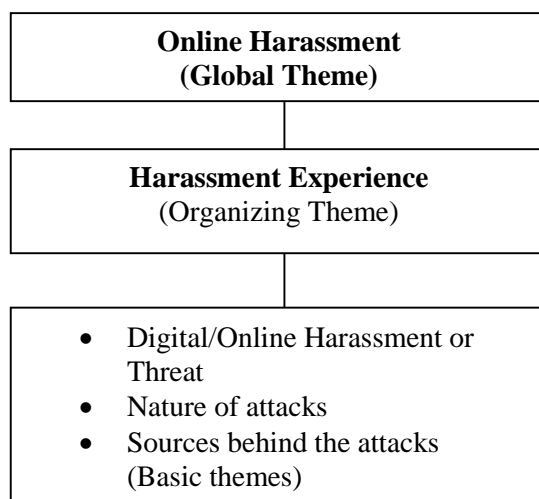 Online Harassment
(Global Theme)
Harassment Experience
(Organizing Theme)
• Digital/Online Harassment or
Threat
• Nature of attacks
• Sources behind the attacks
(Basic themes)